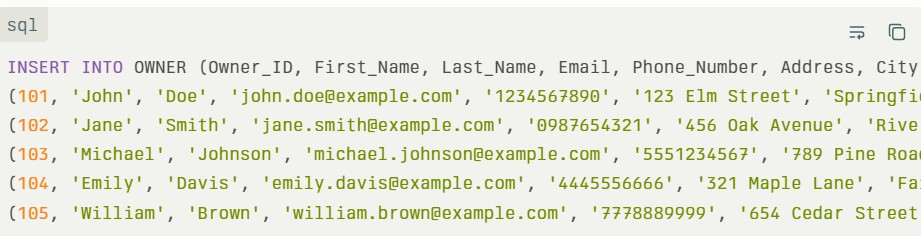 sql
INSERT INTO OWNER (Owner_ID, First_Name, Last_Name, Email, Phone_Number, Address, City
(101, 'John', 'Doe', 'john.doe@example.com', '1234567890', '123 Elm Street', 'Springfie
(102, 'Jane', 'Smith', 'jane.smith@example.com', '0987654321', '456 Oak Avenue', 'Rive
(103, 'Michael', 'Johnson', 'michael.johnson@example.com', '5551234567', '789 Pine Road
(104, 'Emily', 'Davis', 'emily.davis@example.com', '4445556666', '321 Maple Lane', 'Fa
(105, 'William', 'Brown', 'william.brown@example.com', '7778889999', '654 Cedar Street